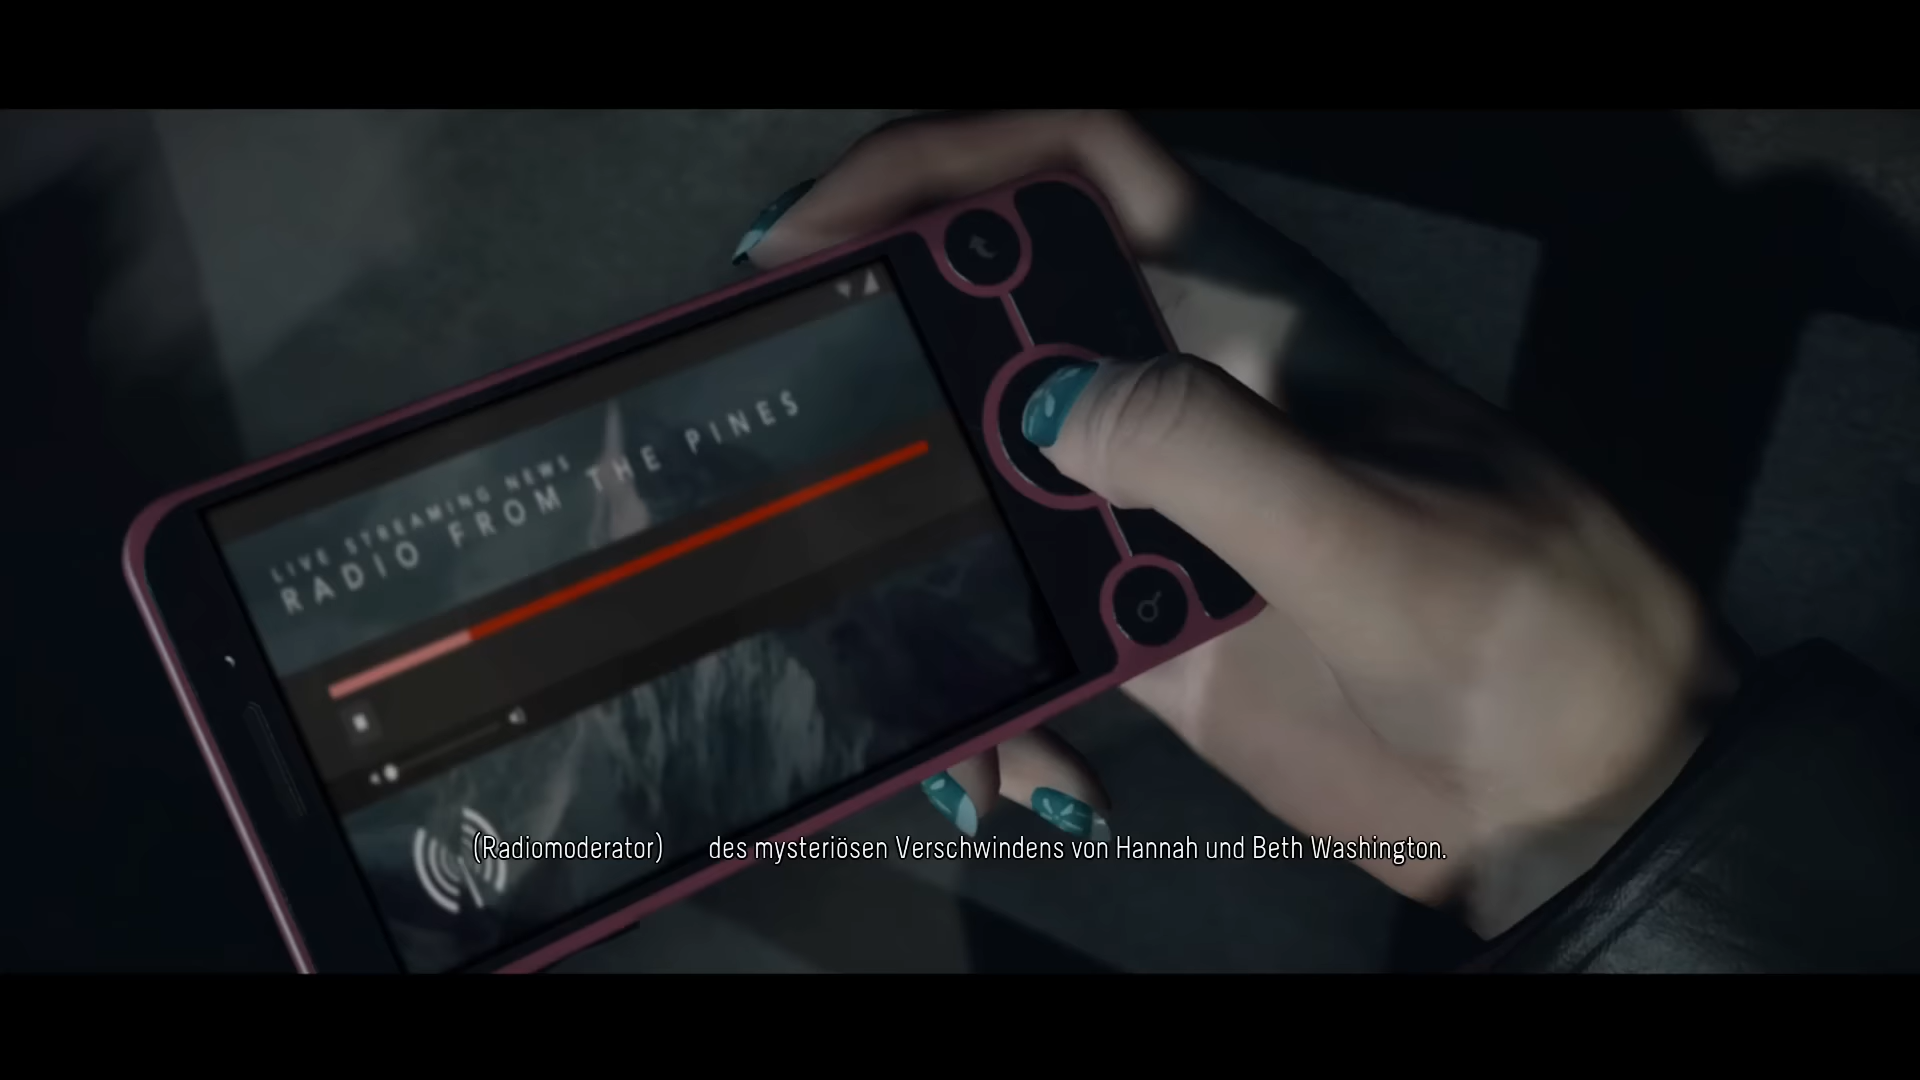 LIVE STREAMING NEWS
RADIO FROM THE PINES
(Radiomoderator) des mysteriösen Verschwindens von Hannah und Beth Washington.